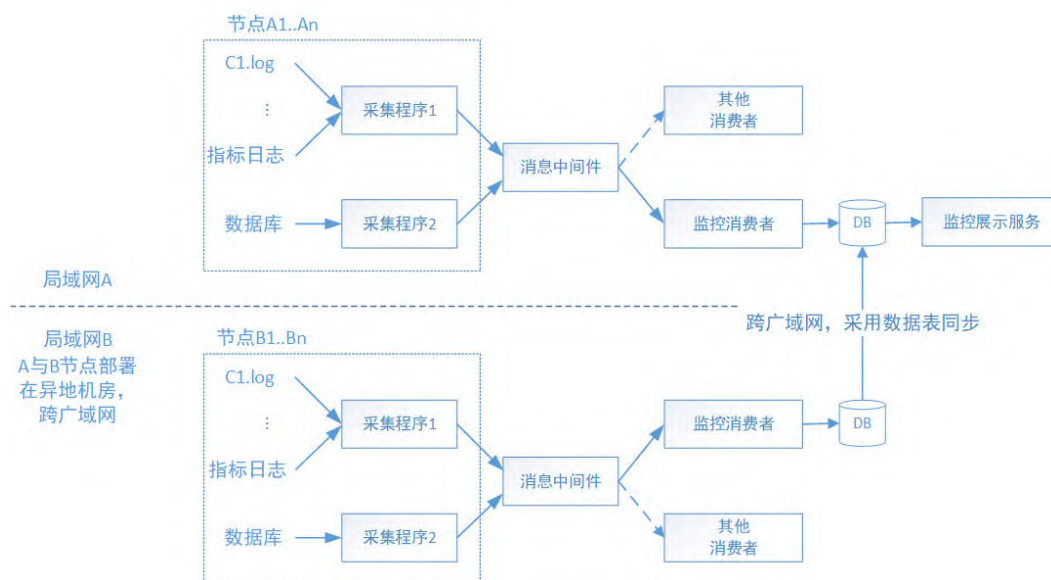 节点A1..An
C1.log
⋮
采集程序1
指标日志
数据库
采集程序2
消息中间件
其他
消费者
监控消费者
DB
监控展示服务
局域网A
跨广域网，采用数据表同步
局域网B
A与B节点部署
在异地机房，
跨广域网
节点B1..Bn
C1.log
⋮
采集程序1
指标日志
数据库
采集程序2
消息中间件
监控消费者
DB
其他
消费者